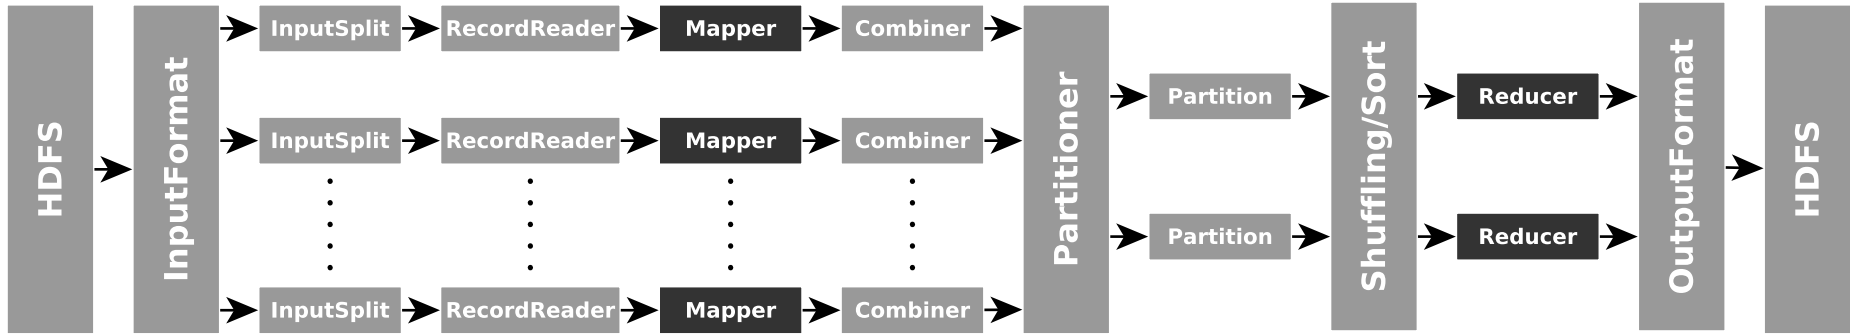 HDFS
InputFormat
InputSplit
RecordReader
Mapper
Combiner
InputSplit
RecordReader
Mapper
Combiner
InputSplit
RecordReader
Mapper
Combiner
Partitioner
Partition
Partition
Shuffling/Sort
Reducer
Reducer
OutputFormat
HDFS